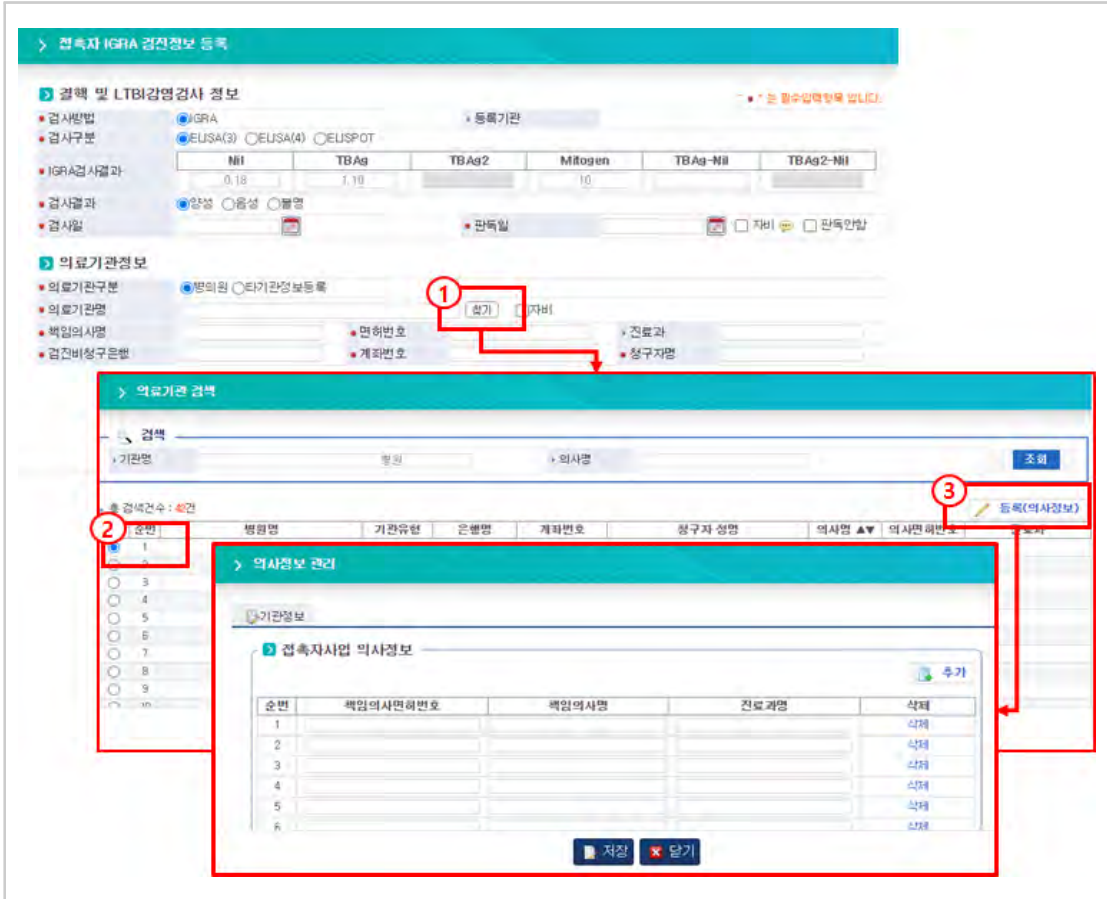 접촉자 IGRA 검진정보 등록
결핵 및 LTBI감염검사 정보
" * " 는 필수입력항목 입니다.
검사방법 IGRA 등록기관
검사구분 ELISA(3) ELISA(4) ELISPOT
Nil TBAg TBAg2 Mitogen TBAg-Nil TBAg2-Nil
IGRA검사결과
0.18 1.10 10
검사결과 양성 음성 불명
검사일 판독일 자비 판독안함
의료기관정보
의료기관구분 병의원 타기관정보등록
1
의료기관명 찾기 자비
책임의사명 면허번호 진료과
검진비청구은행 계좌번호 청구자명
의료기관 검색
검색
기관명 병원 의사명 조회
3
총 검색건수 : 42건 등록(의사정보)
2
순번 병원명 기관유형 은행명 계좌번호 청구자 성명 의사명 ▲▼ 의사면허번호 진료과
1
2
3
4
5
6
7
8
9
10
의사정보 관리
기관정보
접촉자사업 의사정보
추가
순번 책임의사면허번호 책임의사명 진료과명 삭제
1 삭제
2 삭제
3 삭제
4 삭제
5 삭제
6 삭제
저장 닫기